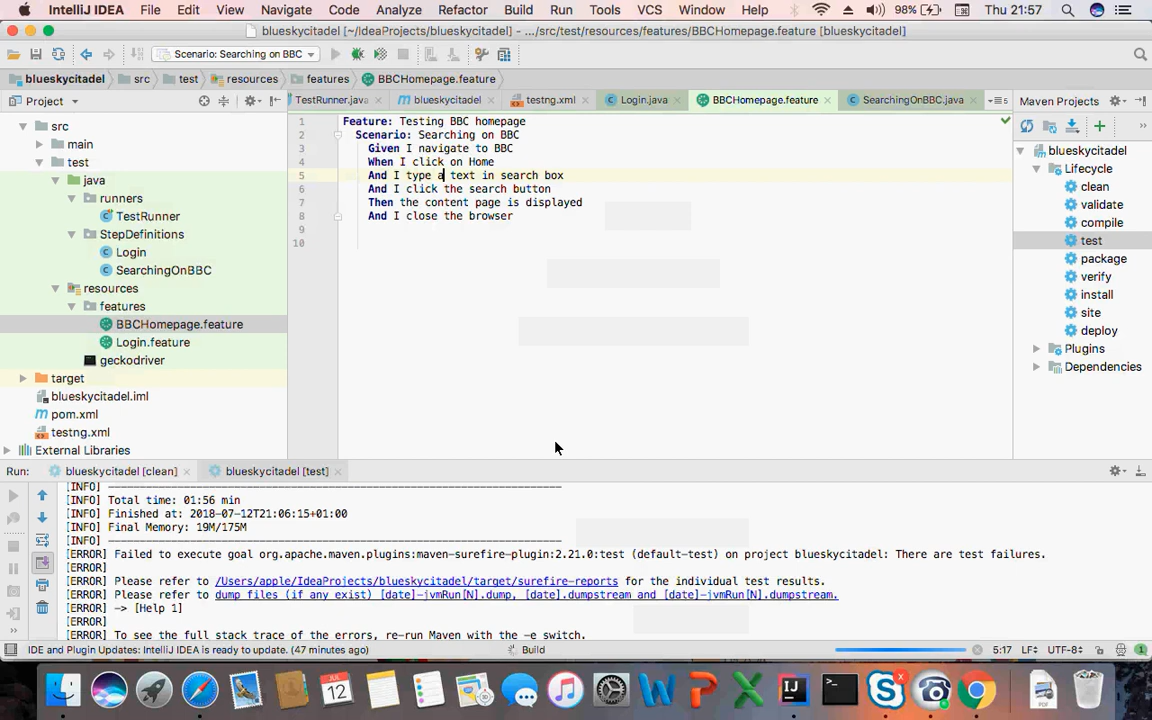 IntelliJ IDEA File Edit View Navigate Code Analyze Refactor Build Run Tools VCS Window Help 98% Thu 21:57
blueskycitadel [~/IdeaProjects/blueskycitadel] - .../src/test/resources/features/BBCHomepage.feature [blueskycitadel]
Scenario: Searching on BBC
blueskycitadel src test resources features BBCHomepage.feature
Project TestRunner.java blueskycitadel testng.xml Login.java BBCHomepage.feature SearchingOnBBC.java Maven Projects
src
main
test
java
runners
TestRunner
StepDefinitions
Login
SearchingOnBBC
resources
features
BBCHomepage.feature
Login.feature
geckodriver
target
blueskycitadel.iml
pom.xml
testng.xml
External Libraries
1 Feature: Testing BBC homepage
2 Scenario: Searching on BBC
3 Given I navigate to BBC
4 When I click on Home
5 And I type a text in search box
6 And I click the search button
7 Then the content page is displayed
8 And I close the browser
9
10
blueskycitadel
Lifecycle
clean
validate
compile
test
package
verify
install
site
deploy
Plugins
Dependencies
Run: blueskycitadel [clean] blueskycitadel [test]
[INFO] ------------------------------------------------------------------------
[INFO] Total time: 01:56 min
[INFO] Finished at: 2018-07-12T21:06:15+01:00
[INFO] Final Memory: 19M/175M
[INFO] ------------------------------------------------------------------------
[ERROR] Failed to execute goal org.apache.maven.plugins:maven-surefire-plugin:2.21.0:test (default-test) on project blueskycitadel: There are test failures.
[ERROR]
[ERROR] Please refer to /Users/apple/IdeaProjects/blueskycitadel/target/surefire-reports for the individual test results.
[ERROR] Please refer to dump files (if any exist) [date]-jvmRun[N].dump, [date].dumpstream and [date]-jvmRun[N].dumpstream.
[ERROR] -> [Help 1]
[ERROR]
[ERROR] To see the full stack trace of the errors, re-run Maven with the -e switch.
IDE and Plugin Updates: IntelliJ IDEA is ready to update. (47 minutes ago) Build 5:17 LF÷ UTF-8÷ 1
JUL
12